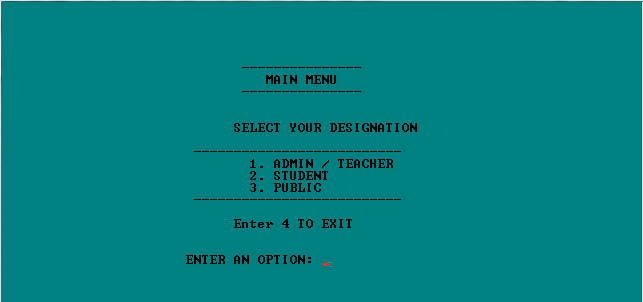 ---------------
MAIN MENU
---------------
SELECT YOUR DESIGNATION
--------------------------
1. ADMIN / TEACHER
2. STUDENT
3. PUBLIC
--------------------------
Enter 4 TO EXIT
ENTER AN OPTION: _